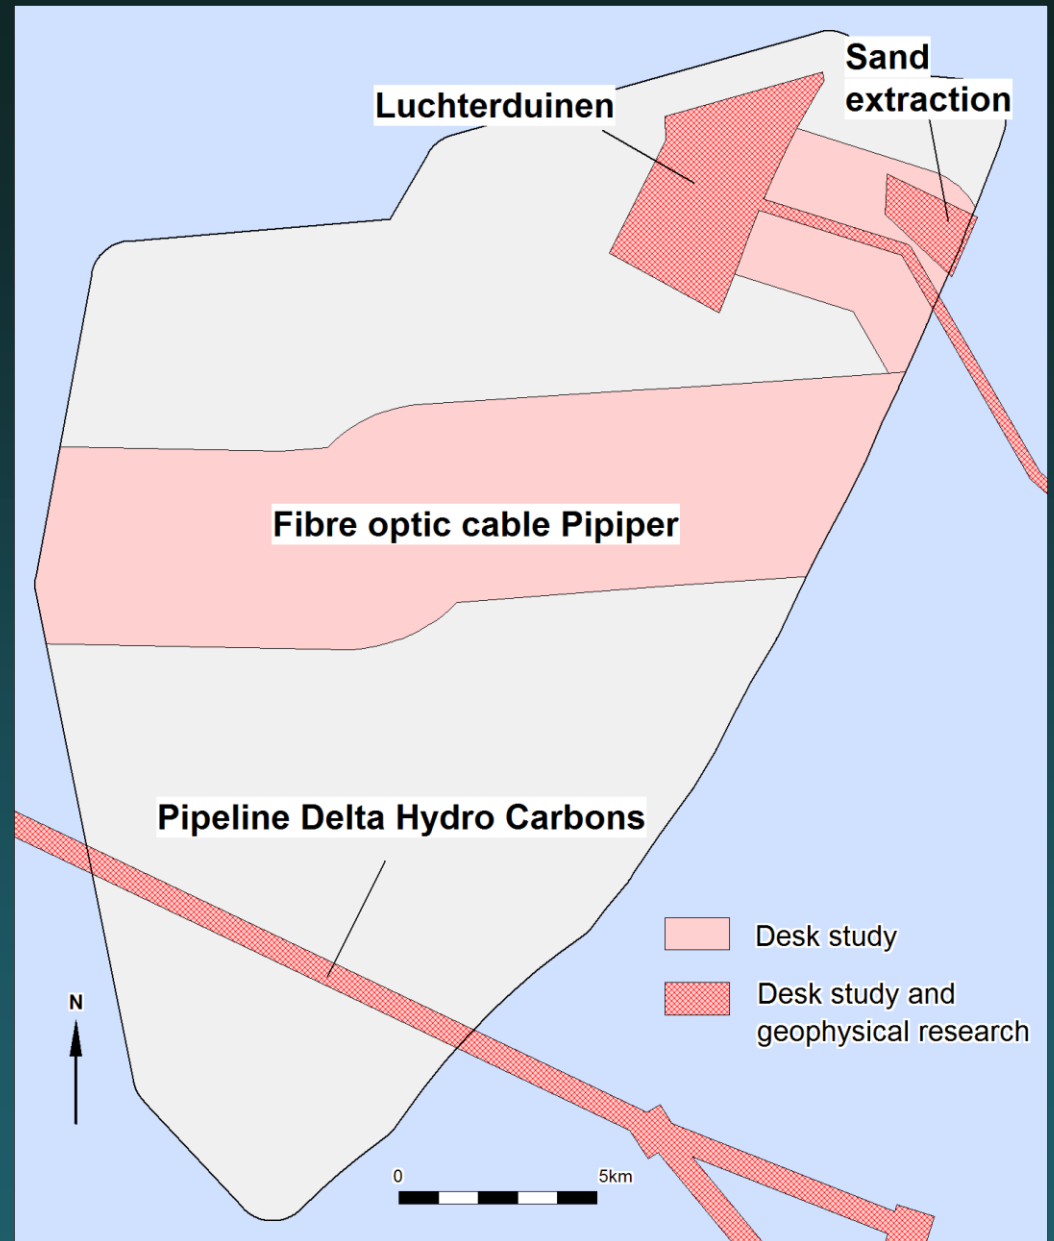 Sand
extraction
Luchterduinen
Fibre optic cable Pipiper
Pipeline Delta Hydro Carbons
Desk study
Desk study and
geophysical research
N
0 5km